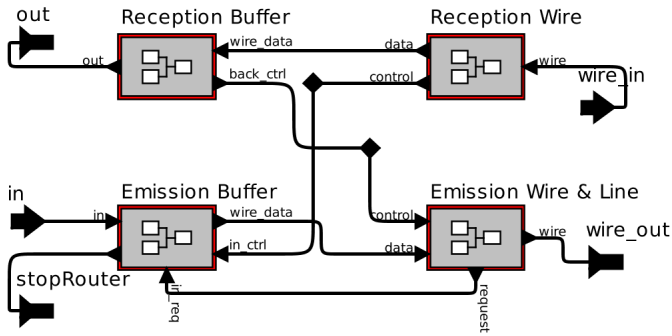 out
Reception Buffer
Reception Wire
out
wire_data
back_ctrl
data
control
wire
wire_in
in
Emission Buffer
Emission Wire & Line
in
wire_data
in_ctrl
control
data
wire
wire_out
stopRouter
in_req
request